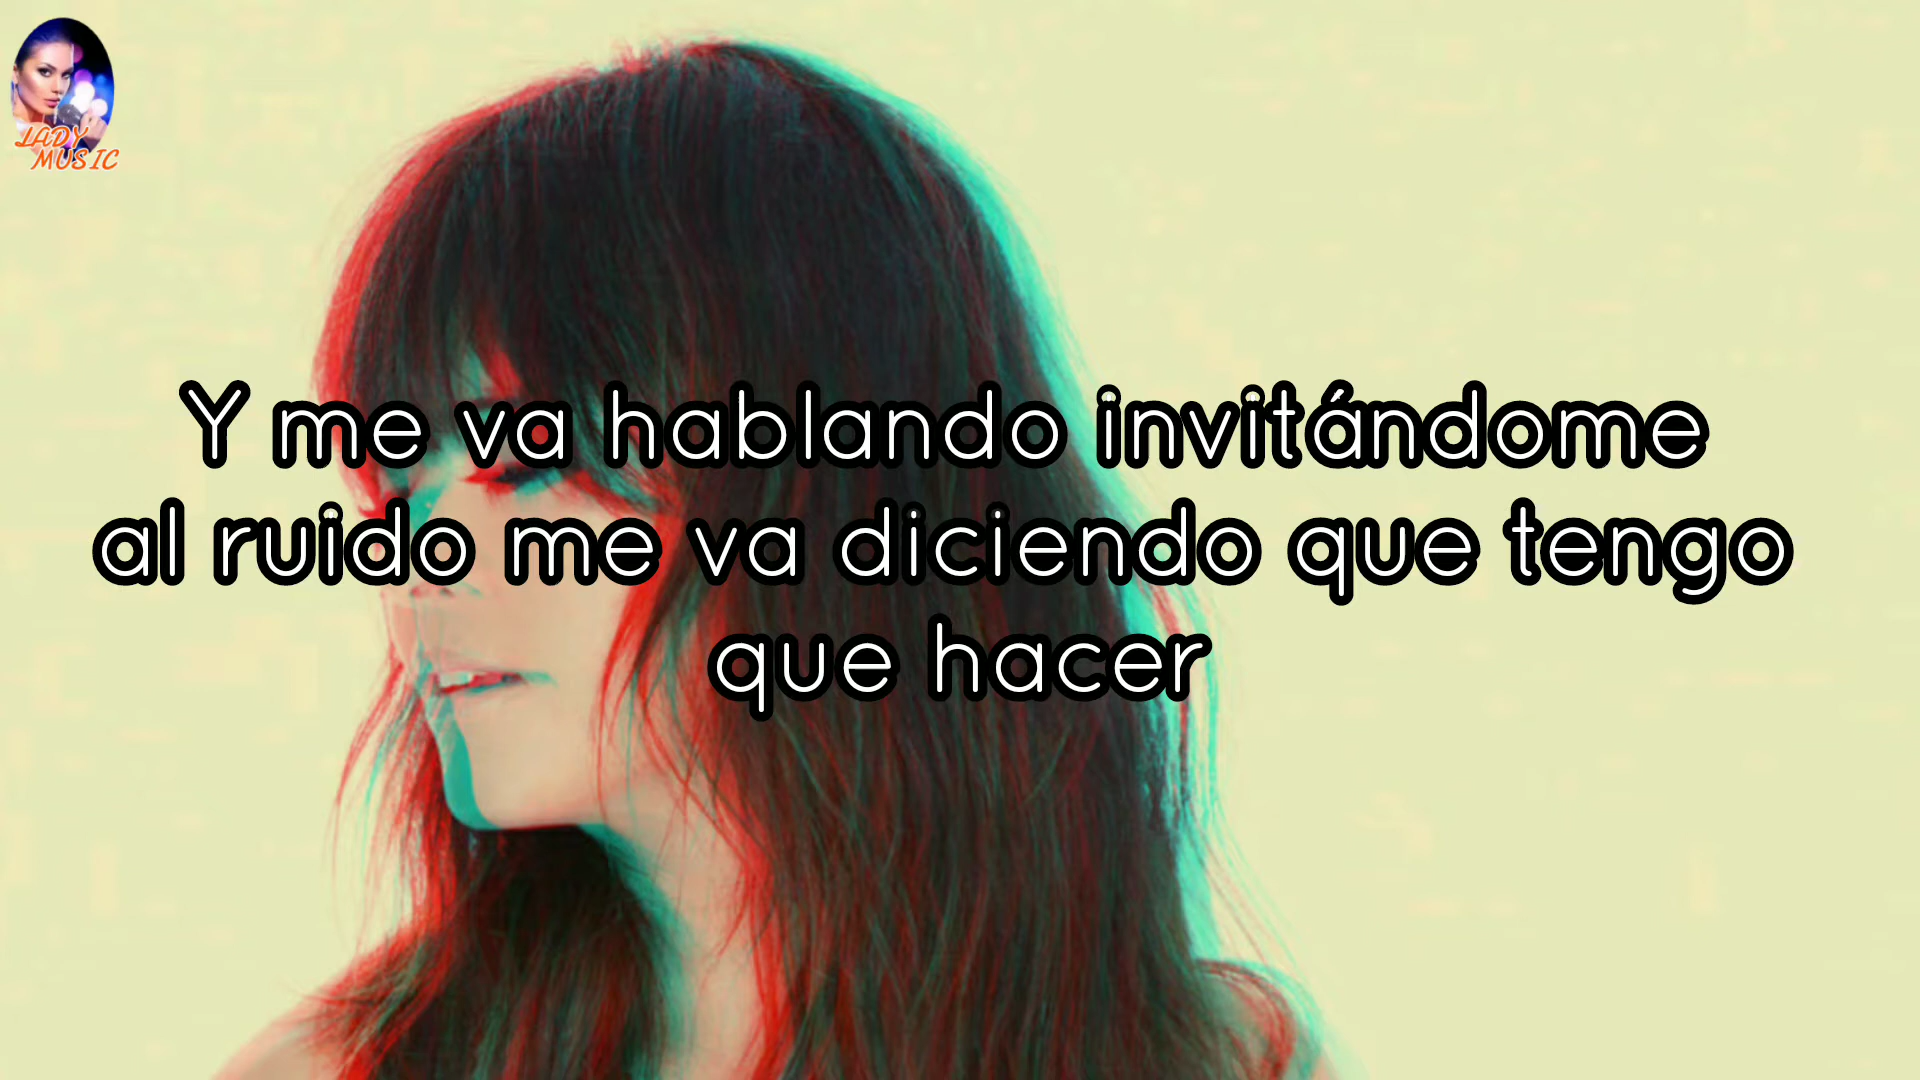 LADY
MUSIC
Y me va hablando invitándome
al ruido me va diciendo que tengo
que hacer